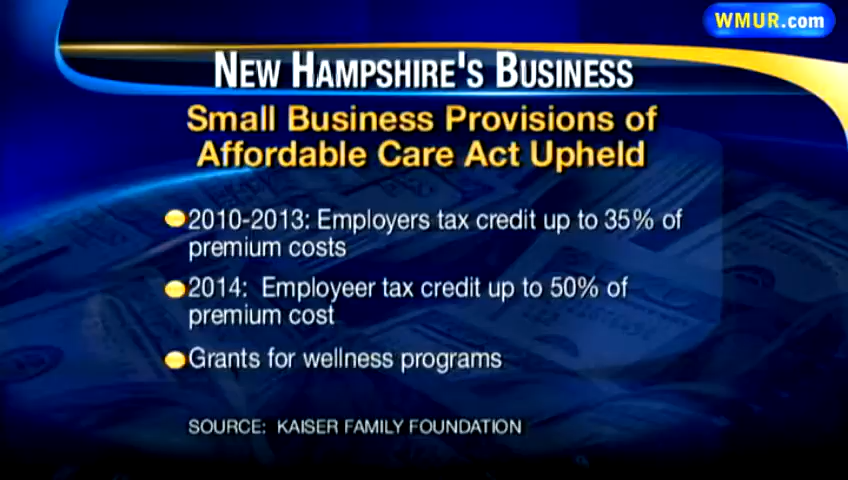 WMUR.com
NEW HAMPSHIRE'S BUSINESS
Small Business Provisions of
Affordable Care Act Upheld
2010-2013: Employers tax credit up to 35% of
premium costs
2014: Employeer tax credit up to 50% of
premium cost
Grants for wellness programs
SOURCE: KAISER FAMILY FOUNDATION